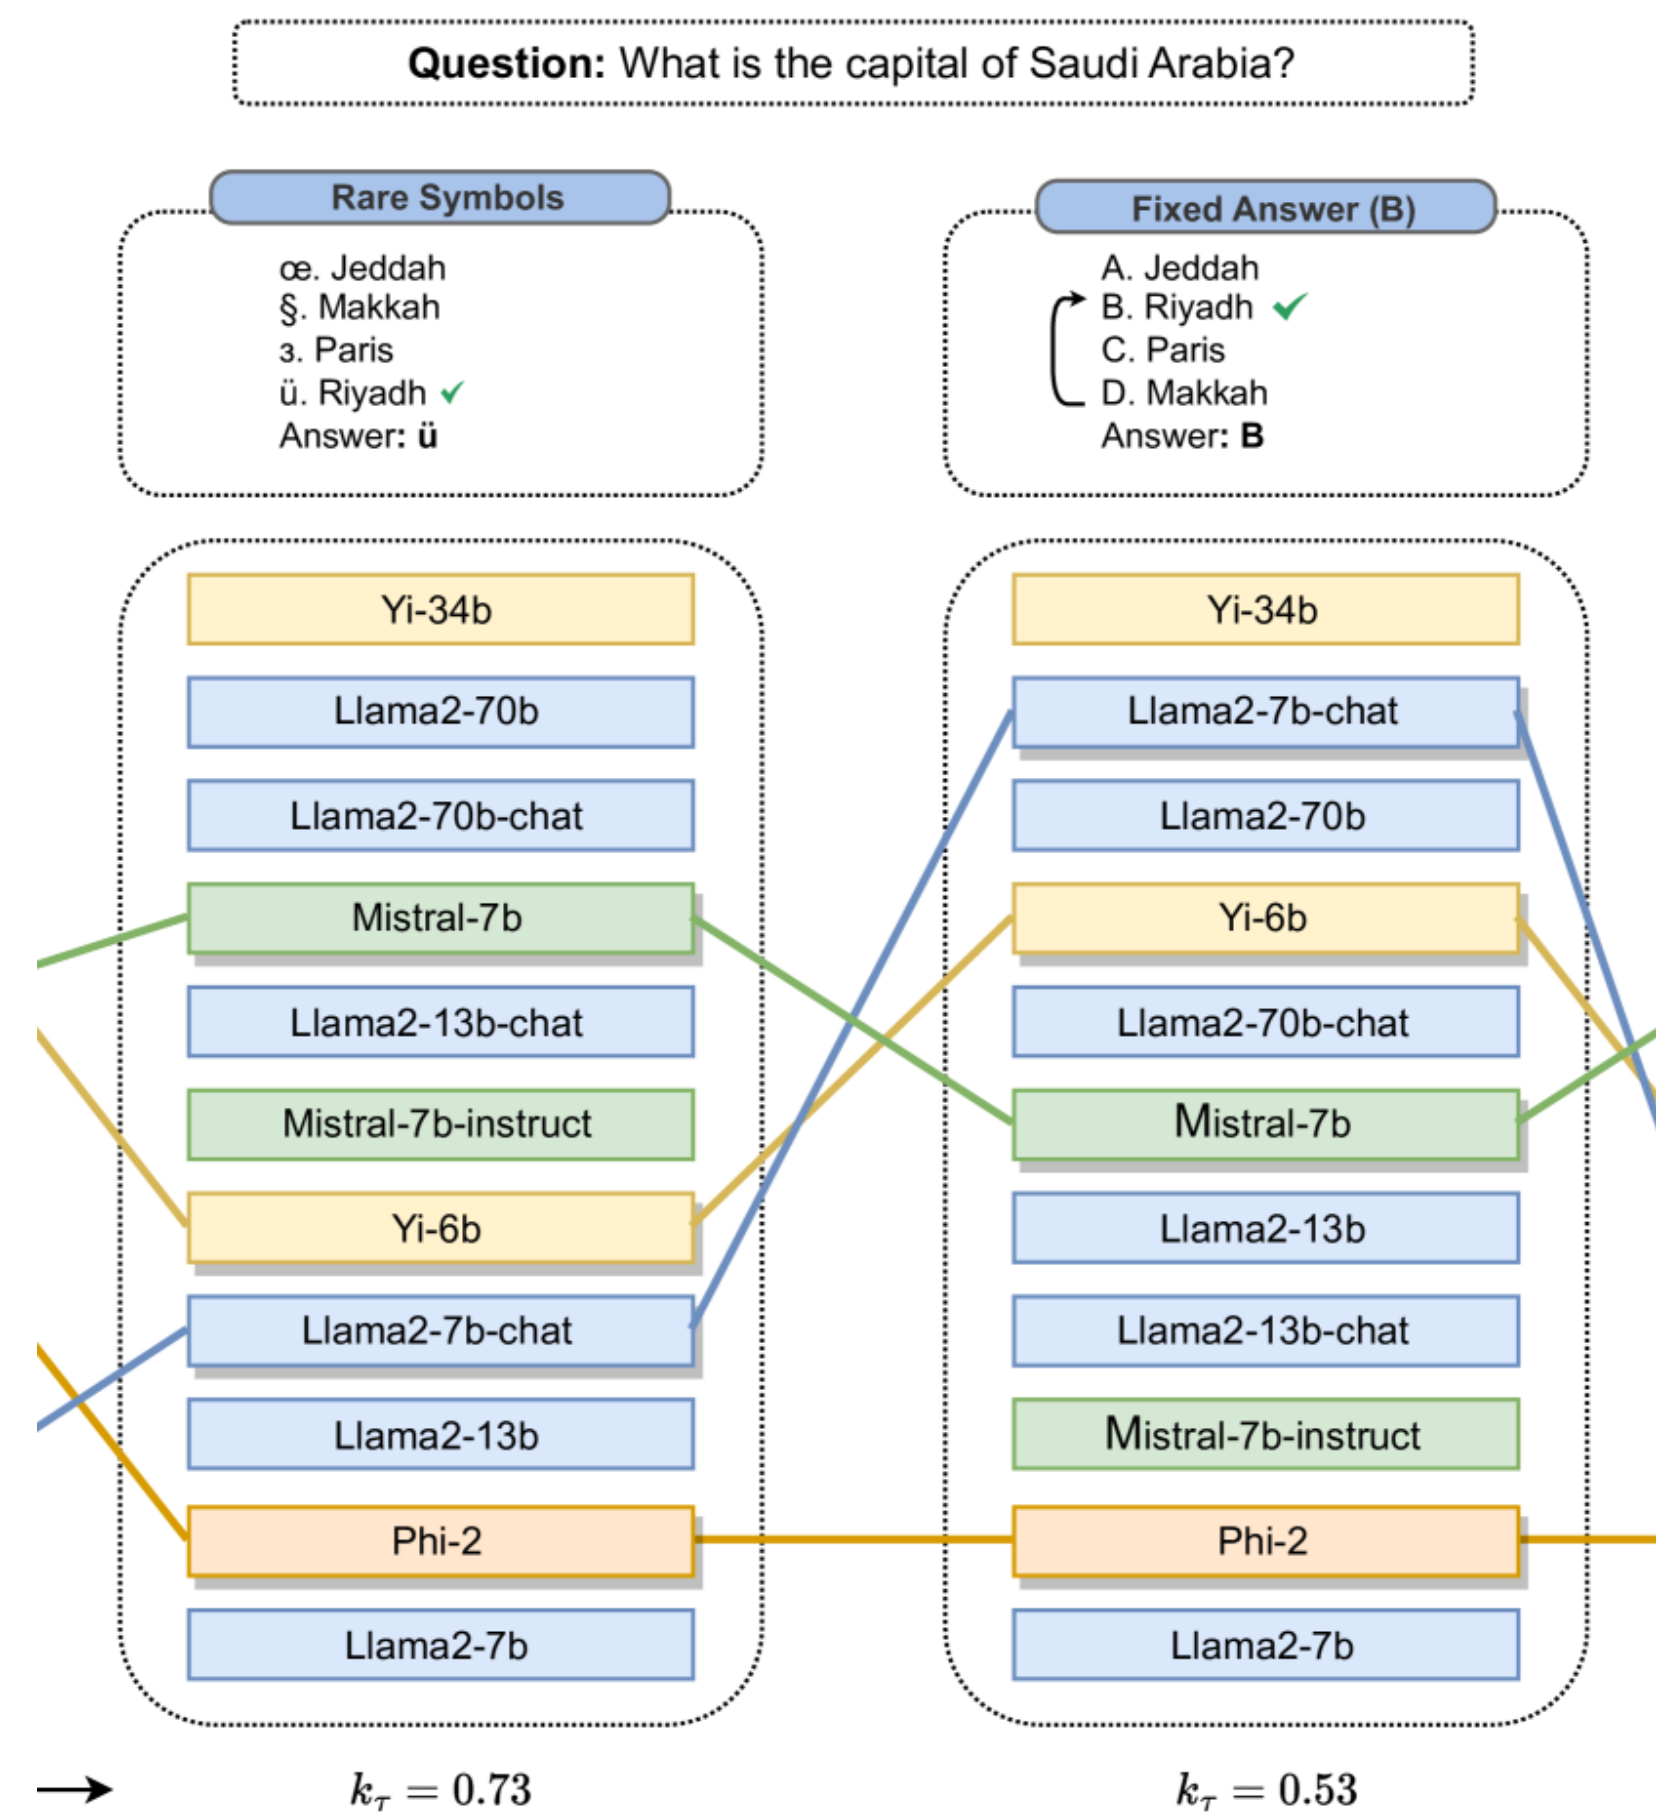 Question: What is the capital of Saudi Arabia?
Rare Symbols
œ. Jeddah
§. Makkah
з. Paris
ü. Riyadh
Answer: ü
Yi-34b
Llama2-70b
Llama2-70b-chat
Mistral-7b
Llama2-13b-chat
Mistral-7b-instruct
Yi-6b
Llama2-7b-chat
Llama2-13b
Phi-2
Llama2-7b
kτ = 0.73
Fixed Answer (B)
A. Jeddah
B. Riyadh
C. Paris
D. Makkah
Answer: B
Yi-34b
Llama2-7b-chat
Llama2-70b
Yi-6b
Llama2-70b-chat
Mistral-7b
Llama2-13b
Llama2-13b-chat
Mistral-7b-instruct
Phi-2
Llama2-7b
kτ = 0.53